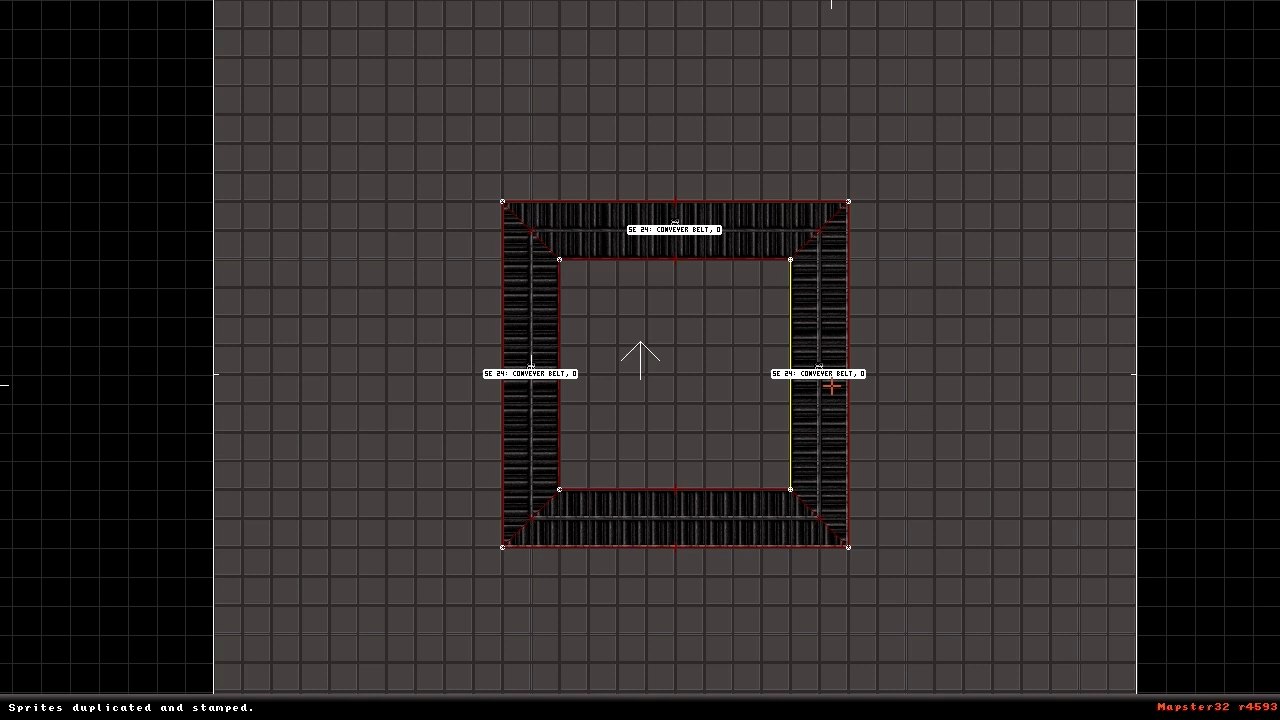 SE 24: CONVEYER BELT, 0
SE 24: CONVEYER BELT, 0
SE 24: CONVEYER BELT, 0
Sprites duplicated and stamped.
Mapster32 r4593